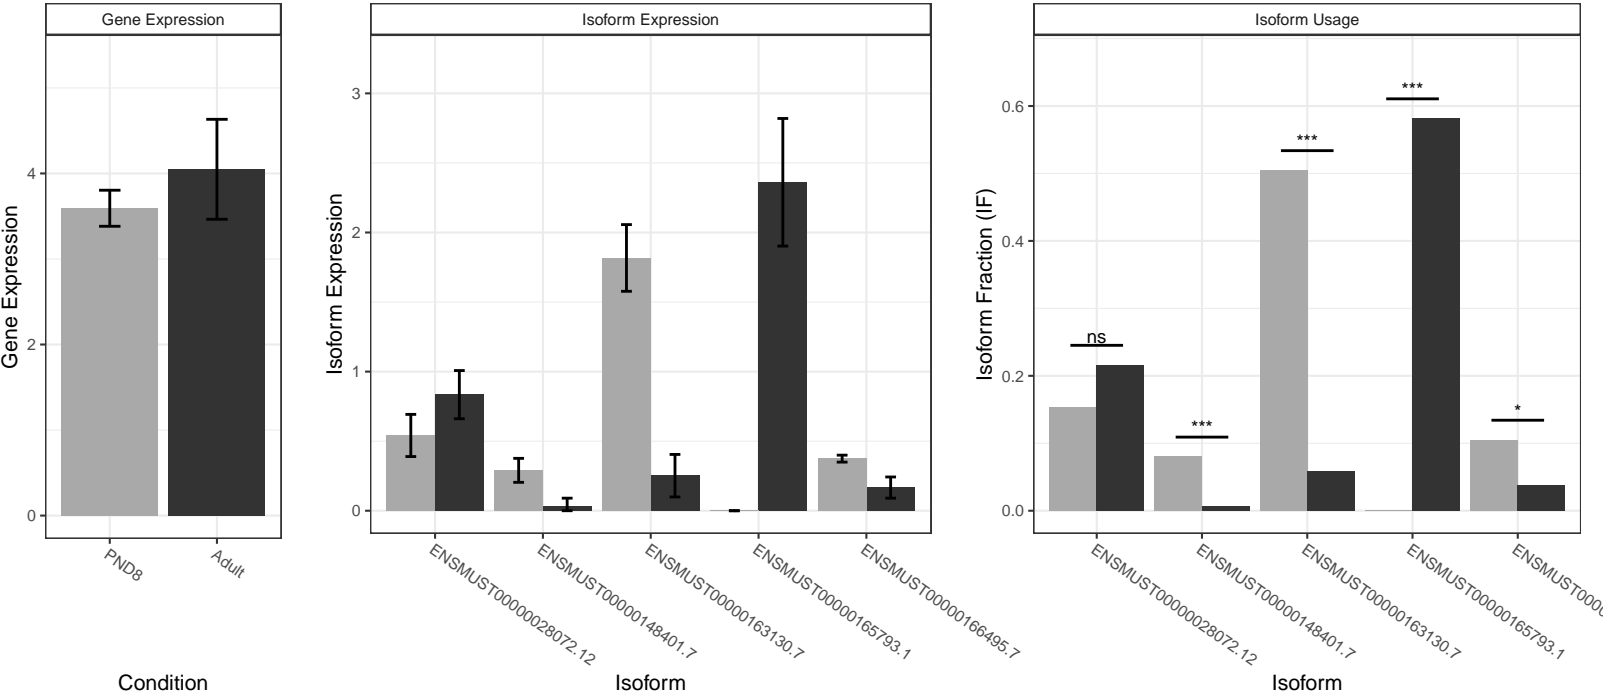 Gene Expression
Isoform Expression
Isoform Usage
Gene Expression
4
2
0
PND8
Adult
Condition
Isoform Expression
3
2
1
0
ENSMUST00000028072.12
ENSMUST00000148401.7
ENSMUST00000163130.7
ENSMUST00000165793.1
ENSMUST00000166495.7
Isoform
Isoform Fraction (IF)
0.6
0.4
0.2
0.0
ns
***
***
***
*
ENSMUST00000028072.12
ENSMUST00000148401.7
ENSMUST00000163130.7
ENSMUST00000165793.1
Isoform